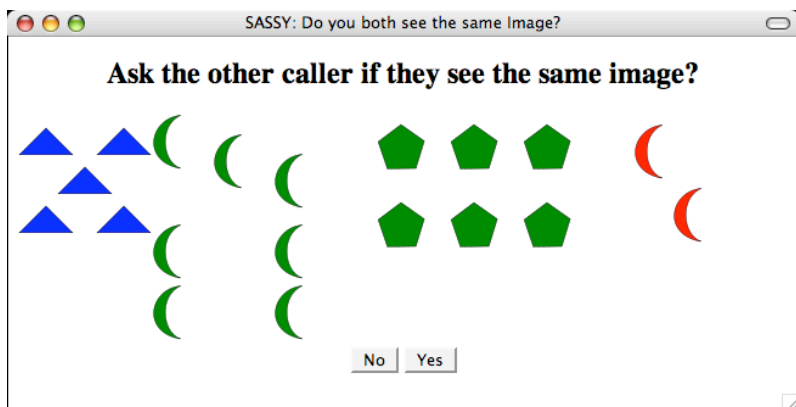 SASSY: Do you both see the same Image?
Ask the other caller if they see the same image?
No Yes